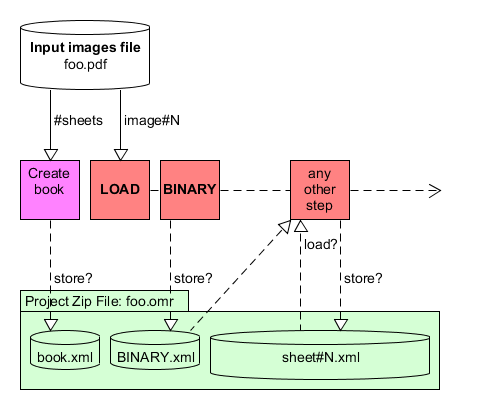 Input images file
foo.pdf
#sheets
image#N
Create
book
LOAD
BINARY
any
other
step
load?
store?
store?
store?
Project Zip File: foo.omr
book.xml
BINARY.xml
sheet#N.xml